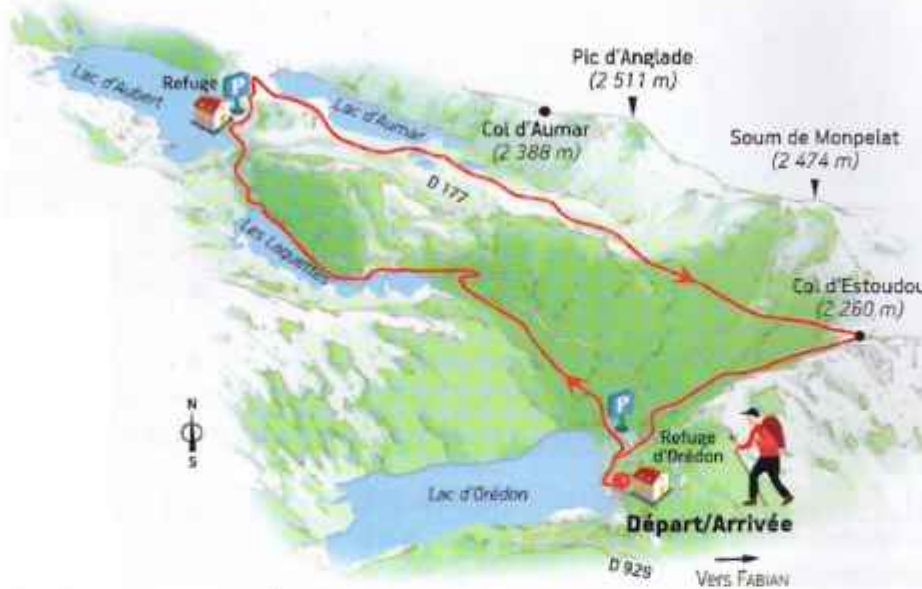 Pic d'Anglade
(2 511 m)
Lac d'Aubert
Refuge
P
Lac d'Aumar
Col d'Aumar
(2 388 m)
Soum de Monpelat
(2 474 m)
D 177
Les Laquettes
Col d'Estoudou
(2 260 m)
P
N
S
Refuge
d'Orédon
Lac d'Orédon
Départ/Arrivée
D 929
Vers FABIAN